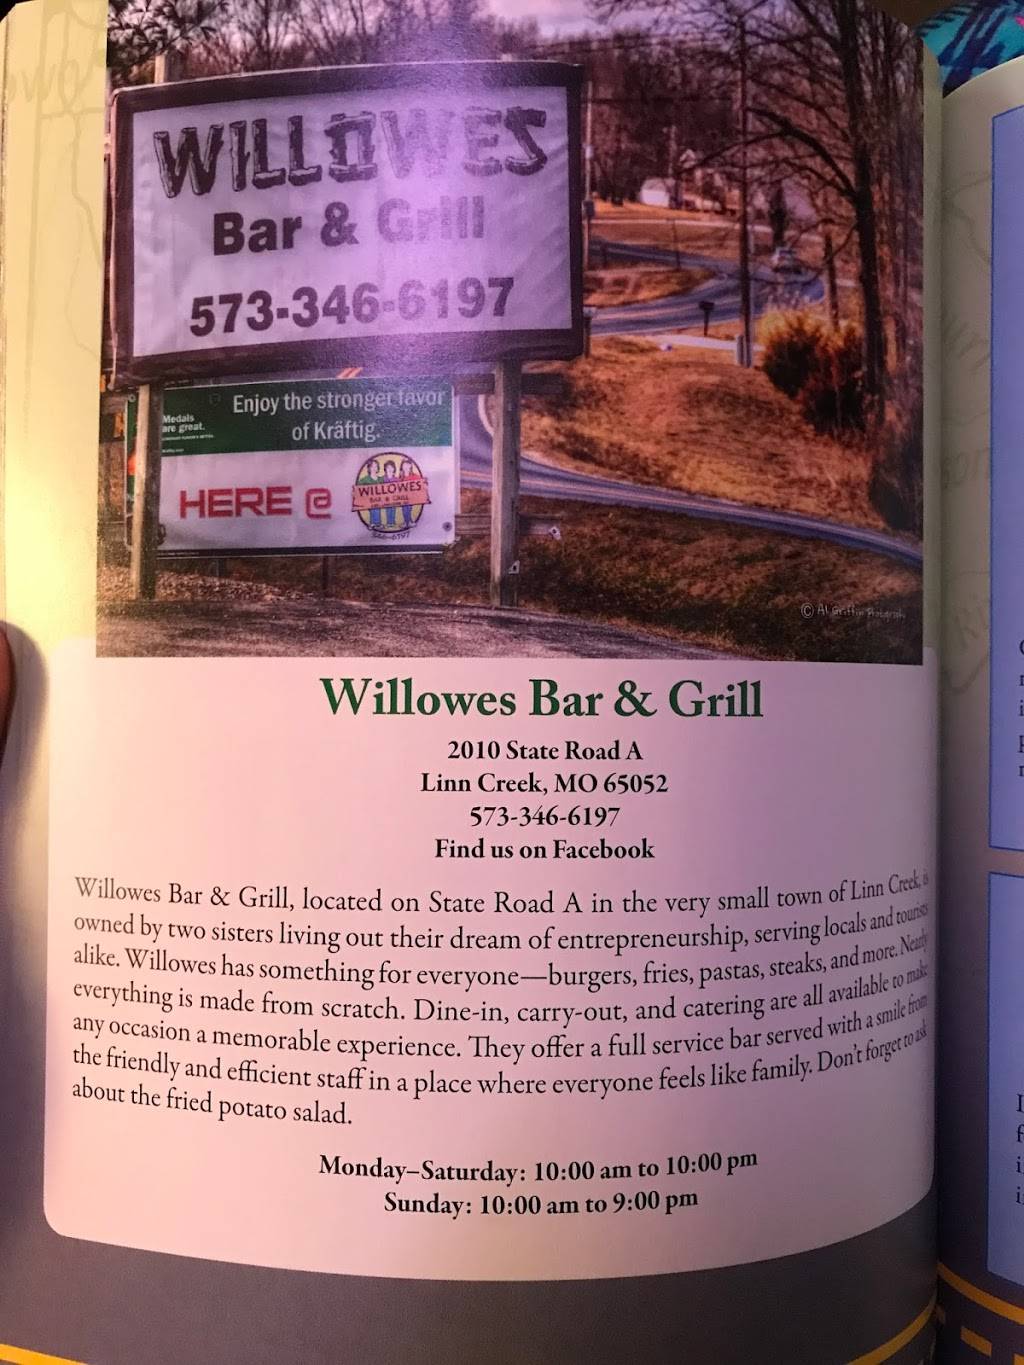 WILLOWES
Bar & Grill
573-346-6197
Medals
are great.
Enjoy the stronger favor
of Kräftig.
HERE @
WILLOWES
BAR & GRILL
346-6197
© Al Griffin Photography
Willowes Bar & Grill
2010 State Road A
Linn Creek, MO 65052
573-346-6197
Find us on Facebook
Willowes Bar & Grill, located on State Road A in the very small town of Linn Creek, is
owned by two sisters living out their dream of entrepreneurship, serving locals and tourists
alike. Willowes has something for everyone—burgers, fries, pastas, steaks, and more. Nearly
everything is made from scratch. Dine-in, carry-out, and catering are all available to make
any occasion a memorable experience. They offer a full service bar served with a smile from
the friendly and efficient staff in a place where everyone feels like family. Don't forget to ask
about the fried potato salad.
Monday–Saturday: 10:00 am to 10:00 pm
Sunday: 10:00 am to 9:00 pm